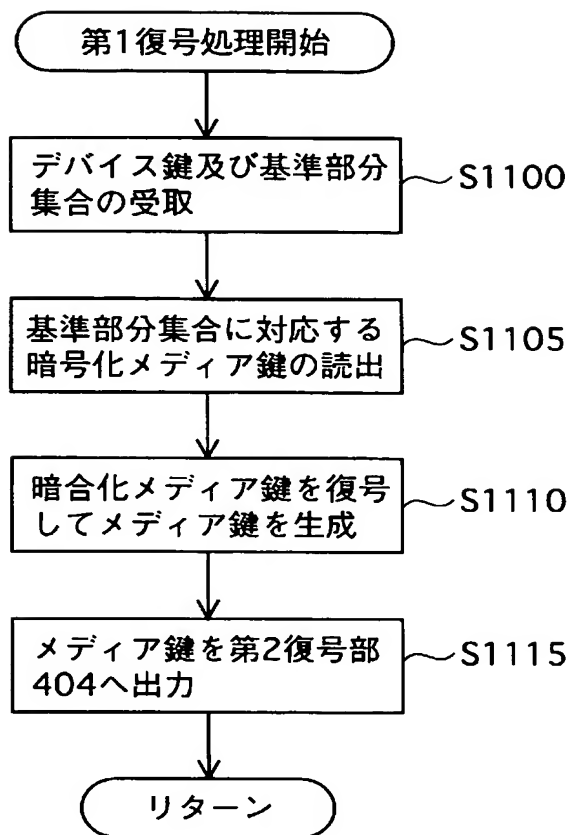 第1復号処理開始
デバイス鍵及び基準部分
集合の受取
S1100
基準部分集合に対応する
暗号化メディア鍵の読出
S1105
暗合化メディア鍵を復号
してメディア鍵を生成
S1110
メディア鍵を第2復号部
404へ出力
S1115
リターン